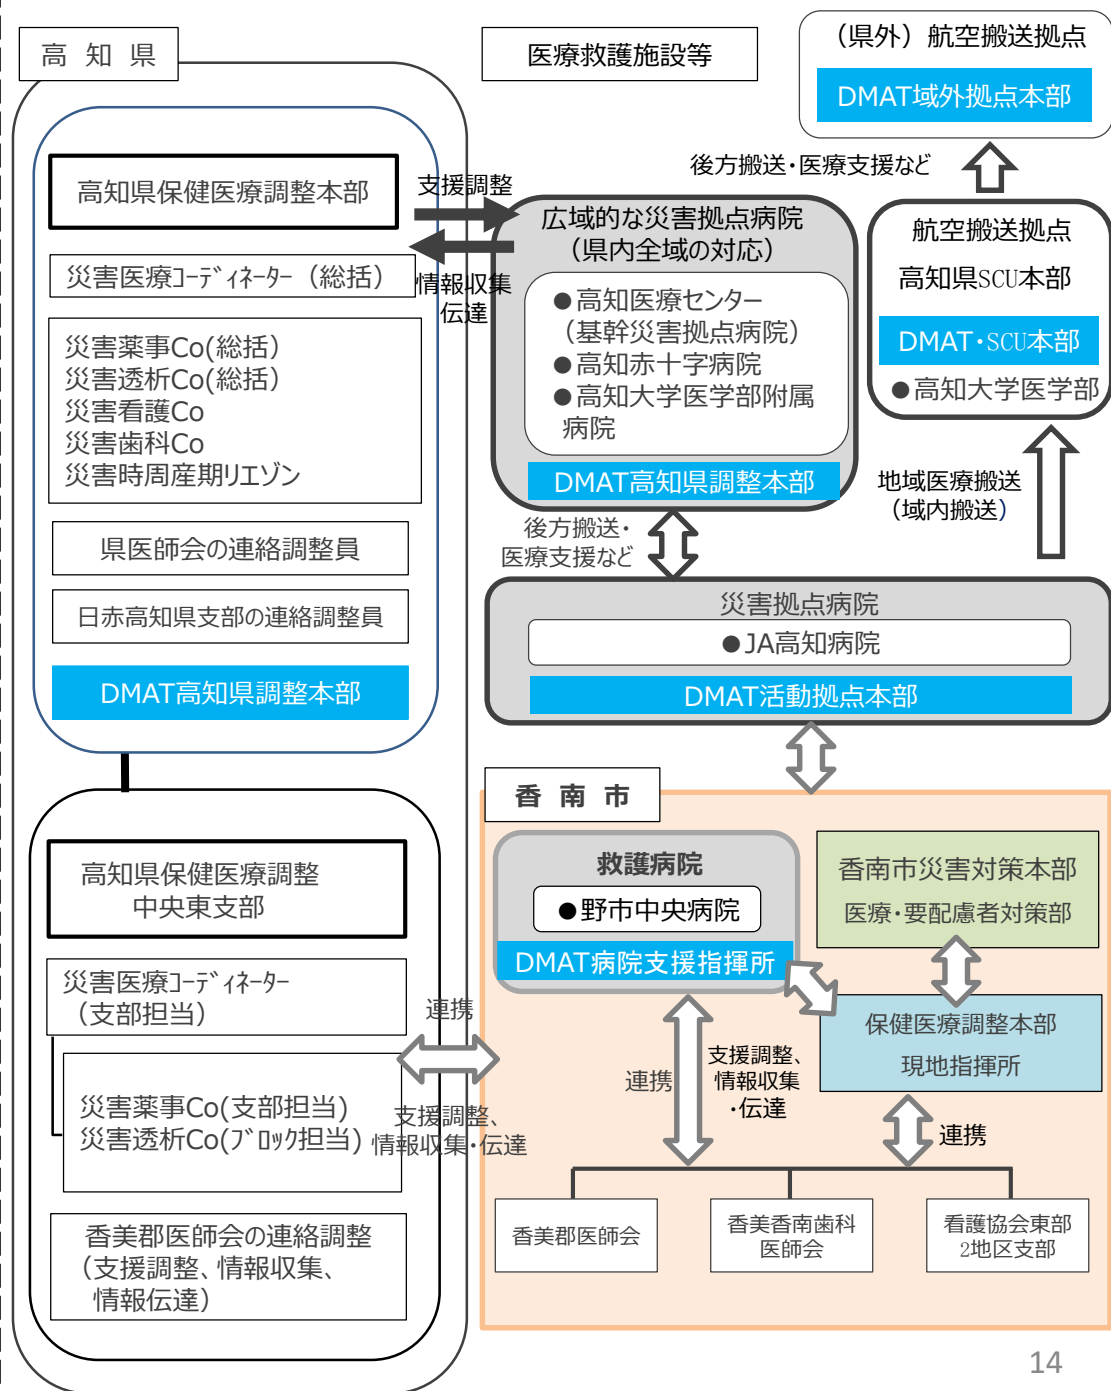 高 知 県
高知県保健医療調整本部
災害医療ｺｰﾃﾞｨﾈｰﾀｰ（総括）
災害薬事Co(総括)
災害透析Co(総括)
災害看護Co
災害歯科Co
災害時周産期ﾘｴｿﾞﾝ
県医師会の連絡調整員
日赤高知県支部の連絡調整員
DMAT高知県調整本部
高知県保健医療調整
中央東支部
災害医療ｺｰﾃﾞｨﾈｰﾀｰ
（支部担当）
災害薬事Co(支部担当)
災害透析Co(ﾌﾞﾛｯｸ担当)
香美郡医師会の連絡調整
（支援調整、情報収集、
情報伝達）
支援調整
情報収集
伝達
連携
支援調整、
情報収集・伝達
医療救護施設等
（県外）航空搬送拠点
DMAT域外拠点本部
後方搬送・医療支援など
広域的な災害拠点病院
（県内全域の対応）
●高知医療センター
（基幹災害拠点病院）
●高知赤十字病院
●高知大学医学部附属
病院
DMAT高知県調整本部
航空搬送拠点
高知県SCU本部
DMAT・SCU本部
●高知大学医学部
後方搬送・
医療支援など
地域医療搬送
（域内搬送）
災害拠点病院
●JA高知病院
DMAT活動拠点本部
香 南 市
救護病院
●野市中央病院
DMAT病院支援指揮所
香南市災害対策本部
医療・要配慮者対策部
保健医療調整本部
現地指揮所
連携
支援調整、
情報収集
・伝達
連携
香美郡医師会
香美香南歯科
医師会
看護協会東部
2地区支部
14